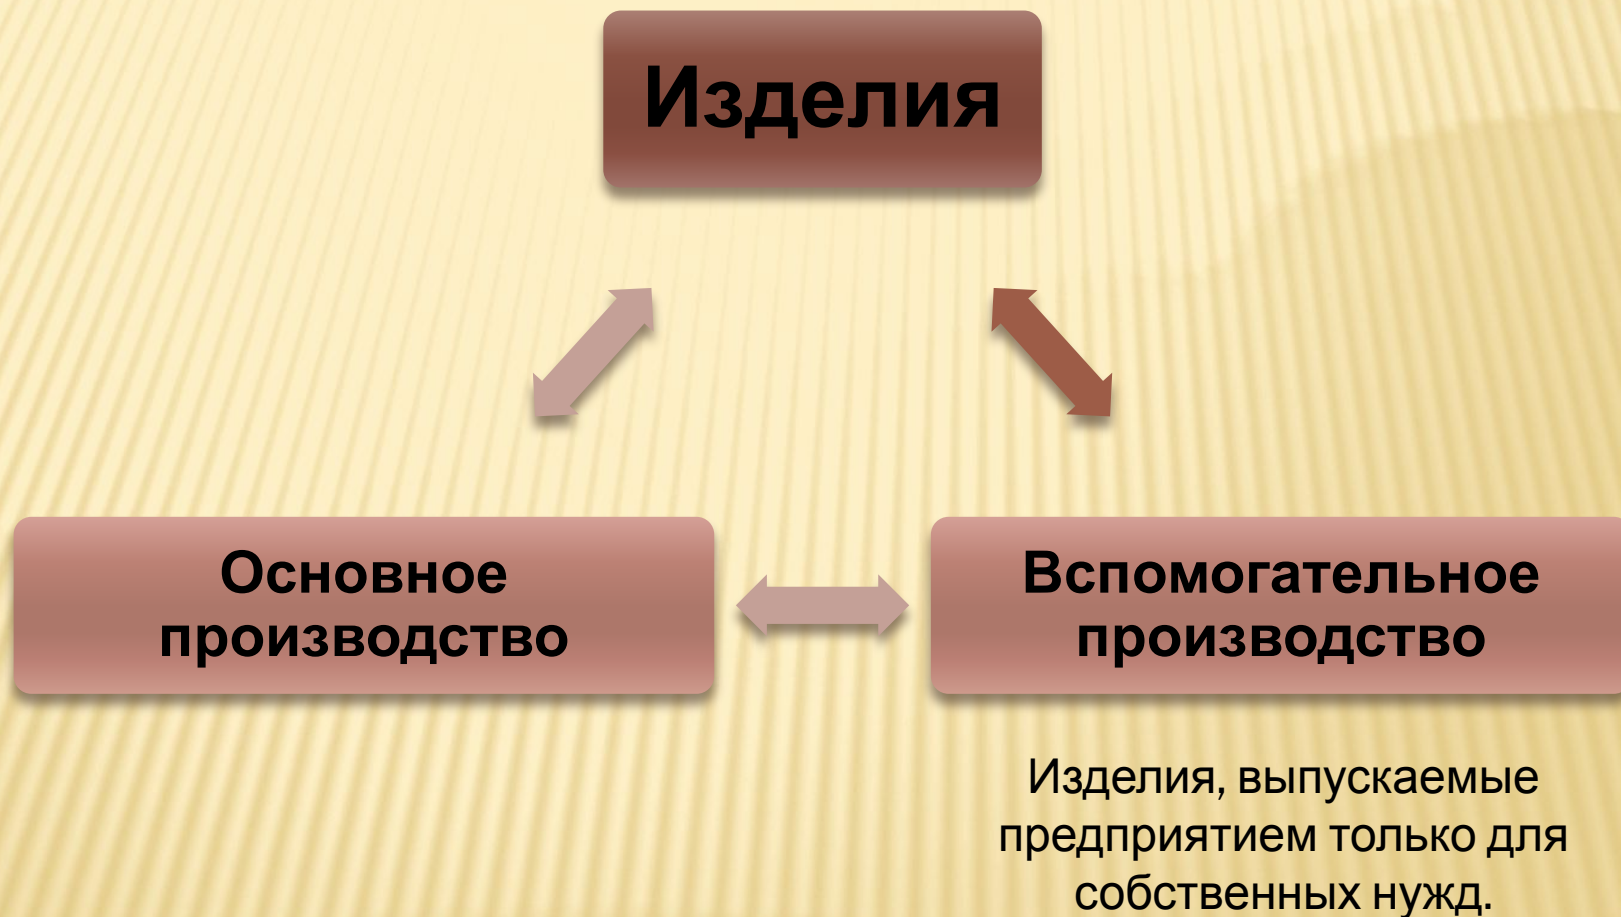 Изделия
Основное
производство
Вспомогательное
производство
Изделия, выпускаемые
предприятием только для
собственных нужд.